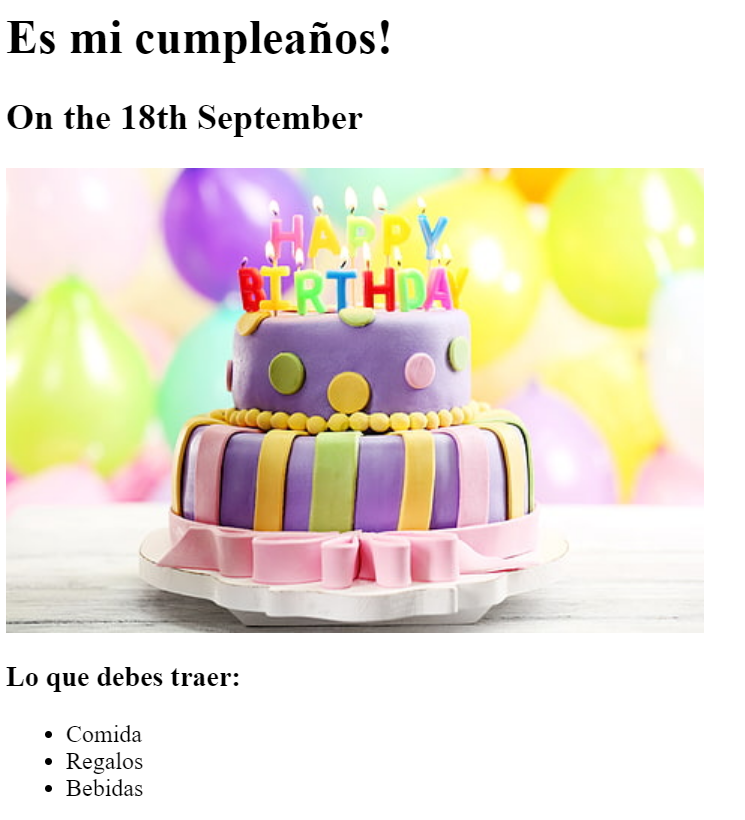 Es mi cumpleaños!
On the 18th September
HAPPY
BIRTHDAY
Lo que debes traer:
Comida
Regalos
Bebidas